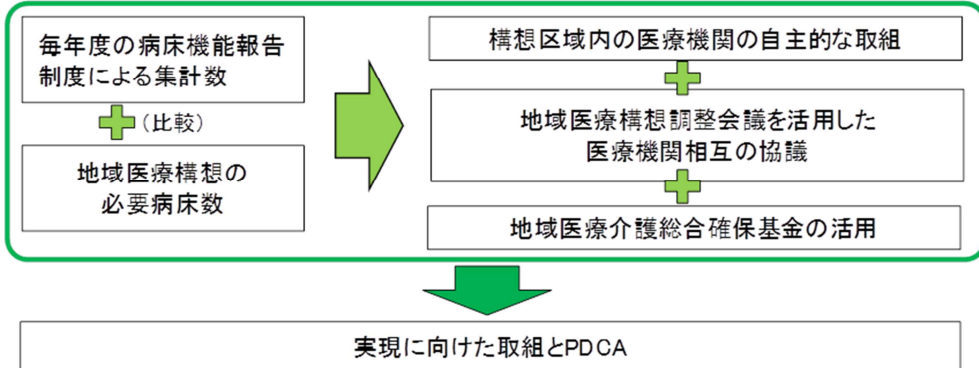 毎年度の病床機能報告
制度による集計数
(比較)
地域医療構想の
必要病床数
構想区域内の医療機関の自主的な取組
地域医療構想調整会議を活用した
医療機関相互の協議
地域医療介護総合確保基金の活用
実現に向けた取組とPDCA